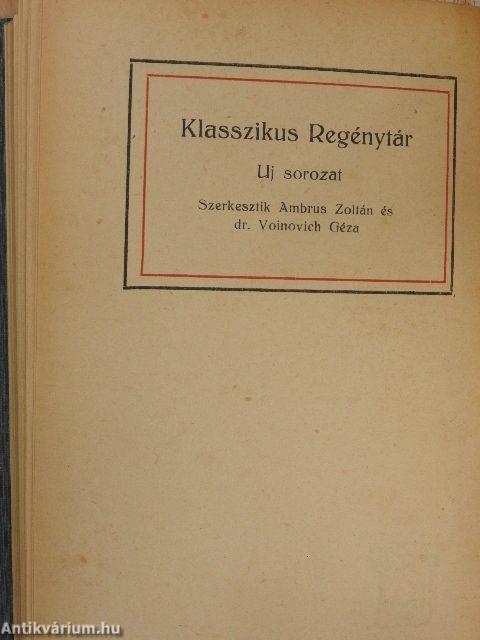 Klasszikus Regénytár
Uj sorozat
Szerkesztik Ambrus Zoltán és
dr. Voinovich Géza
Antikvárium.hu